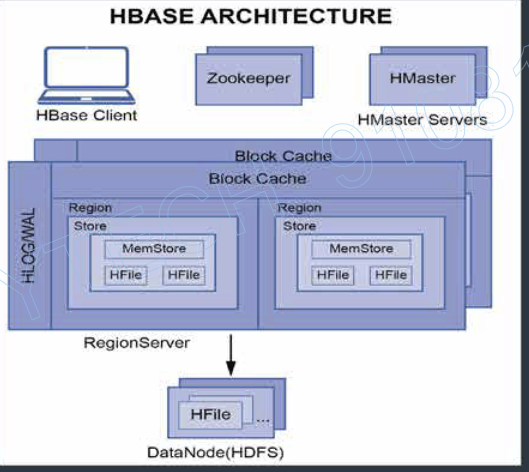 HBASE ARCHITECTURE
Zookeeper
HMaster
HBase Client
HMaster Servers
Block Cache
Block Cache
HLOG/WAL
Region
Store
MemStore
HFile
HFile
Region
Store
MemStore
HFile
HFile
RegionServer
HFile
...
DataNode(HDFS)